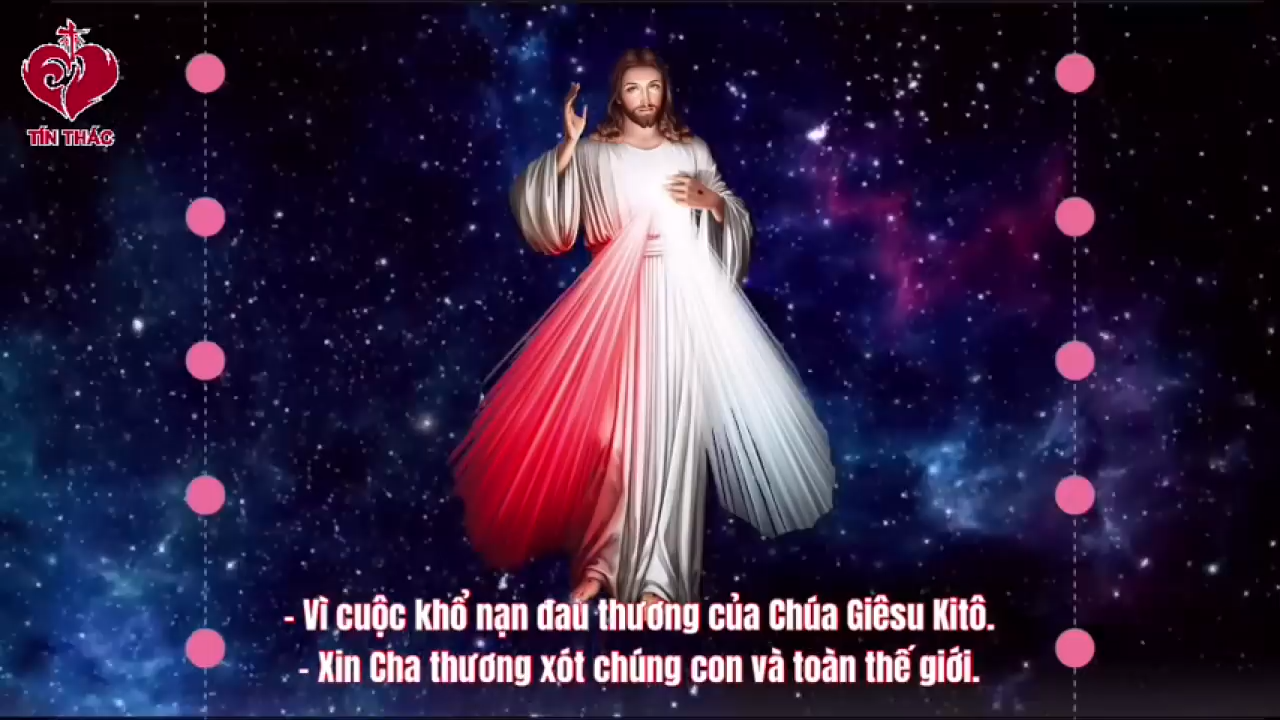 TÍN THÁC
- Vì cuộc khổ nạn đau thương của Chúa Giêsu Kitô.
- Xin Cha thương xót chúng con và toàn thế giới.